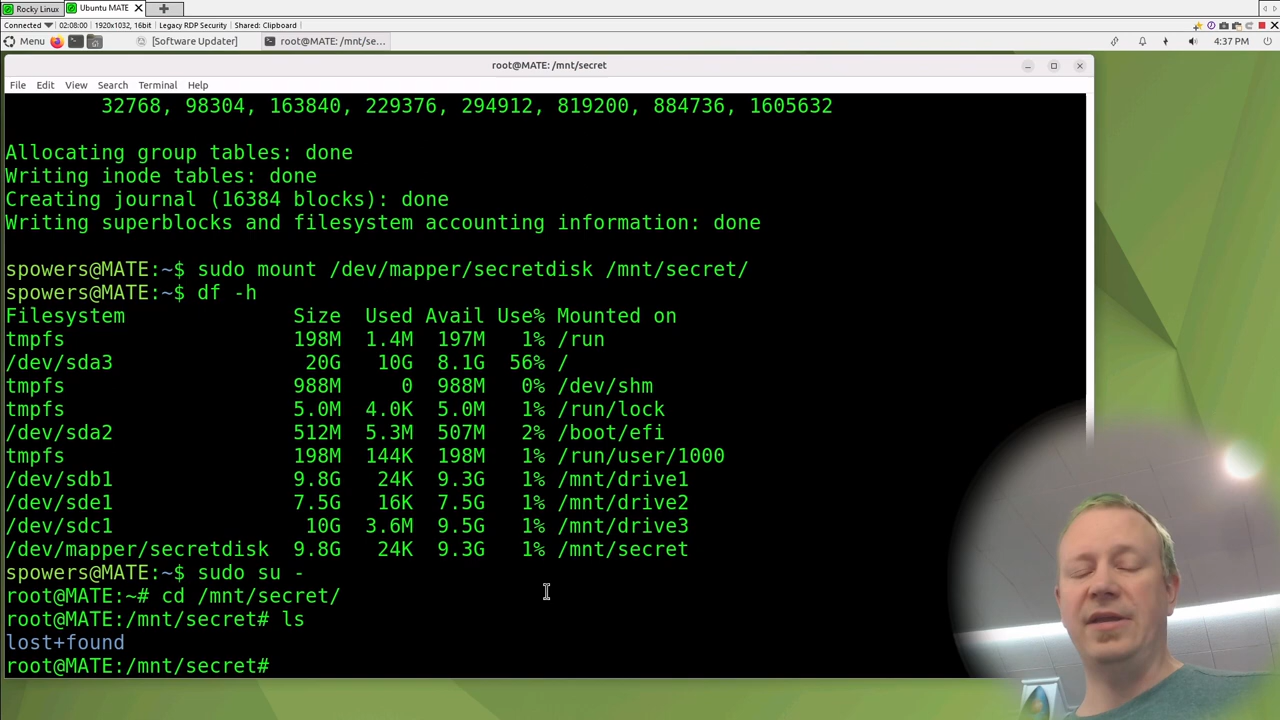 Rocky Linux
Ubuntu MATE
Connected 02:08:00 1920x1032, 16bit Legacy RDP Security Shared: Clipboard
Menu [Software Updater] root@MATE: /mnt/se... 4:37 PM
root@MATE: /mnt/secret
File Edit View Search Terminal Help
32768, 98304, 163840, 229376, 294912, 819200, 884736, 1605632
Allocating group tables: done
Writing inode tables: done
Creating journal (16384 blocks): done
Writing superblocks and filesystem accounting information: done
spowers@MATE:~$ sudo mount /dev/mapper/secretdisk /mnt/secret/
spowers@MATE:~$ df -h
Filesystem Size Used Avail Use% Mounted on
tmpfs 198M 1.4M 197M 1% /run
/dev/sda3 20G 10G 8.1G 56% /
tmpfs 988M 0 988M 0% /dev/shm
tmpfs 5.0M 4.0K 5.0M 1% /run/lock
/dev/sda2 512M 5.3M 507M 2% /boot/efi
tmpfs 198M 144K 198M 1% /run/user/1000
/dev/sdb1 9.8G 24K 9.3G 1% /mnt/drive1
/dev/sde1 7.5G 16K 7.5G 1% /mnt/drive2
/dev/sdc1 10G 3.6M 9.5G 1% /mnt/drive3
/dev/mapper/secretdisk 9.8G 24K 9.3G 1% /mnt/secret
spowers@MATE:~$ sudo su -
root@MATE:~# cd /mnt/secret/
root@MATE:/mnt/secret# ls
lost+found
root@MATE:/mnt/secret#